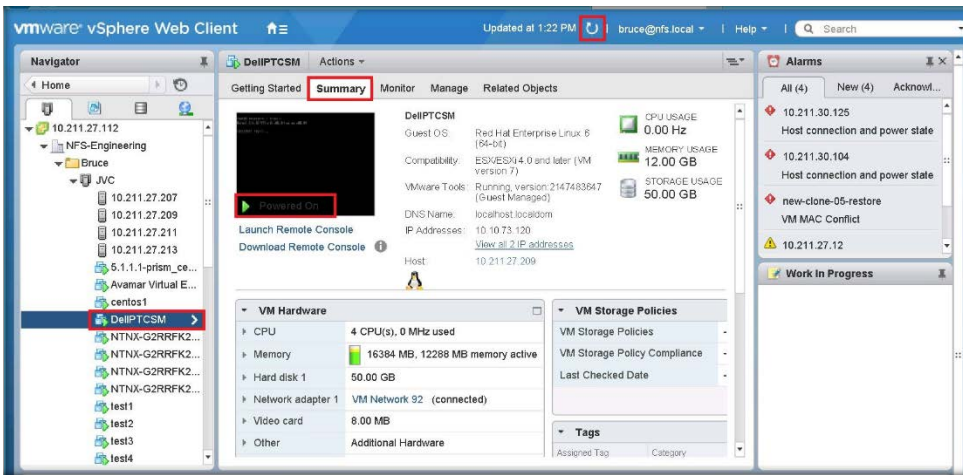 vmware® vSphere Web Client
Updated at 1:22 PM
bruce@nfs.local
Help
Search
Navigator
Home
10.211.27.112
NFS-Engineering
Bruce
JVC
10.211.27.207
10.211.27.209
10.211.27.211
10.211.27.213
5.1.1.1-prism_ce...
Avamar Virtual E...
centos1
DellPTCSM
NTNX-G2RRFK2...
NTNX-G2RRFK2...
NTNX-G2RRFK2...
NTNX-G2RRFK2...
test1
test2
test3
test4
DellPTCSM Actions
Getting Started Summary Monitor Manage Related Objects
Powered On
Launch Remote Console
Download Remote Console
DellPTCSM
Guest OS: Red Hat Enterprise Linux 6
(64-bit)
Compatibility: ESX/ESXi 4.0 and later (VM
version 7)
VMware Tools: Running, version:2147483647
(Guest Managed)
DNS Name: localhost.localdom
IP Addresses: 10.10.73.120
View all 2 IP addresses
Host: 10.211.27.209
CPU USAGE
0.00 Hz
MEMORY USAGE
12.00 GB
STORAGE USAGE
50.00 GB
VM Hardware
CPU 4 CPU(s), 0 MHz used
Memory 16384 MB, 12288 MB memory active
Hard disk 1 50.00 GB
Network adapter 1 VM Network 92 (connected)
Video card 8.00 MB
Other Additional Hardware
VM Storage Policies
VM Storage Policies -
VM Storage Policy Compliance -
Last Checked Date -
Tags
Assigned Tag Category
Alarms
All (4) New (4) Acknowl...
10.211.30.125
Host connection and power state
10.211.30.104
Host connection and power state
new-clone-05-restore
VM MAC Conflict
10.211.27.12
Work In Progress